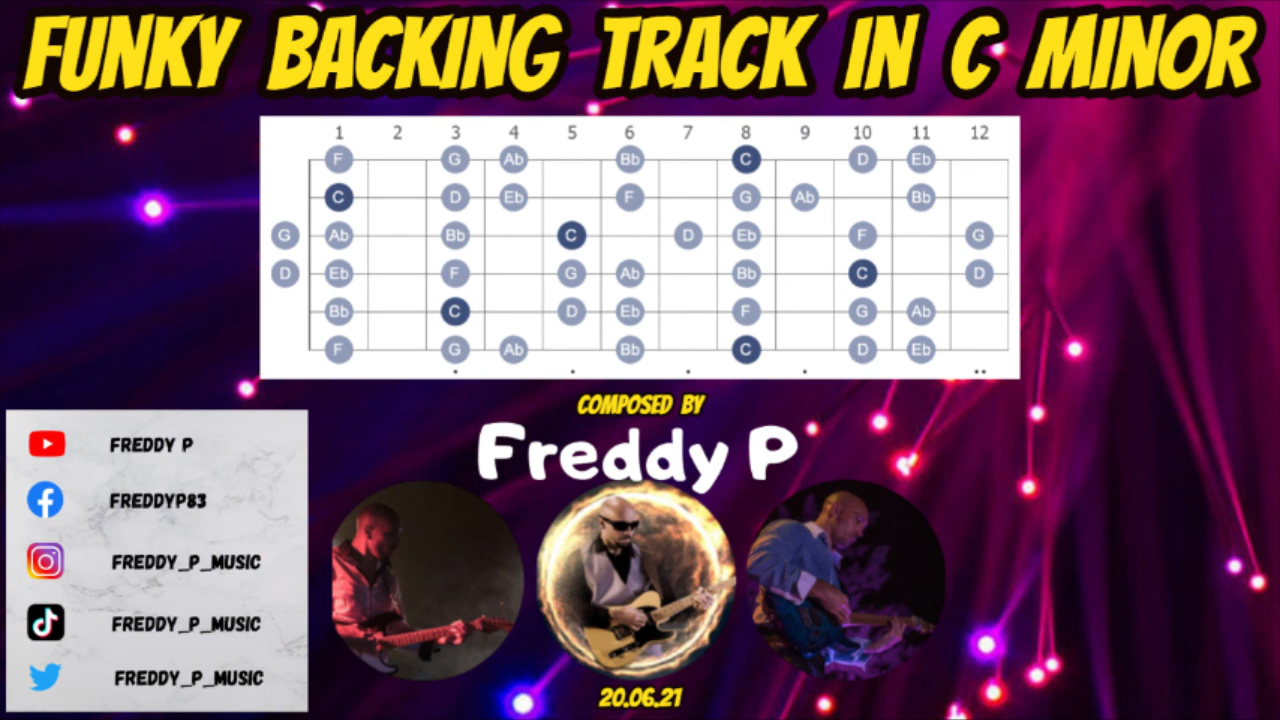 FUNKY BACKING TRACK IN C MINOR
1 2 3 4 5 6 7 8 9 10 11 12
F G Ab Bb C D Eb
C D Eb F G Ab Bb
G Ab Bb C D Eb F G
D Eb F G Ab Bb C D
Bb C D Eb F G Ab
F G Ab Bb C D Eb
COMPOSED BY
Freddy P
FREDDY P
FREDDYP83
FREDDY_P_MUSIC
FREDDY_P_MUSIC
FREDDY_P_MUSIC
20.06.21